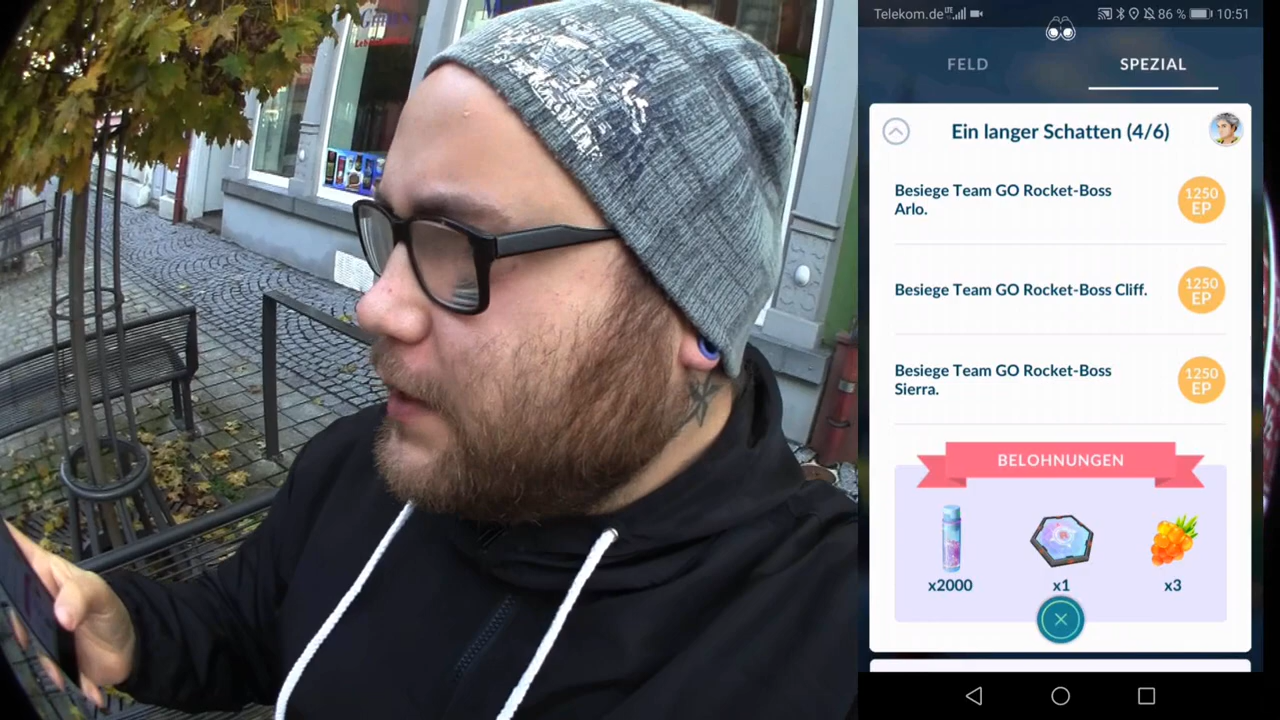 Telekom.de
86 %
10:51
FELD
SPEZIAL
Ein langer Schatten (4/6)
Besiege Team GO Rocket-Boss
Arlo.
1250
EP
Besiege Team GO Rocket-Boss Cliff.
1250
EP
Besiege Team GO Rocket-Boss
Sierra.
1250
EP
BELOHNUNGEN
x2000
x1
x3